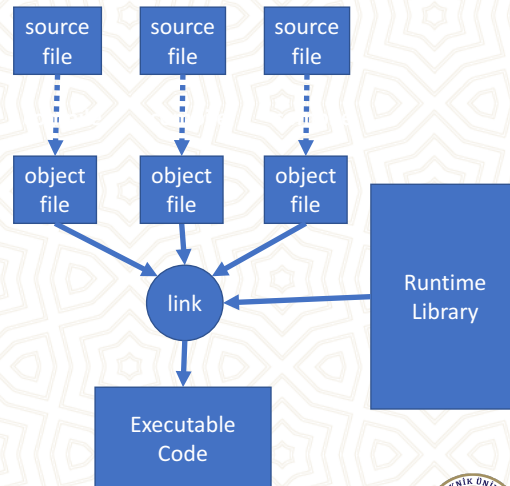 source
file
source
file
source
file
object
file
object
file
object
file
link
Runtime
Library
Executable
Code